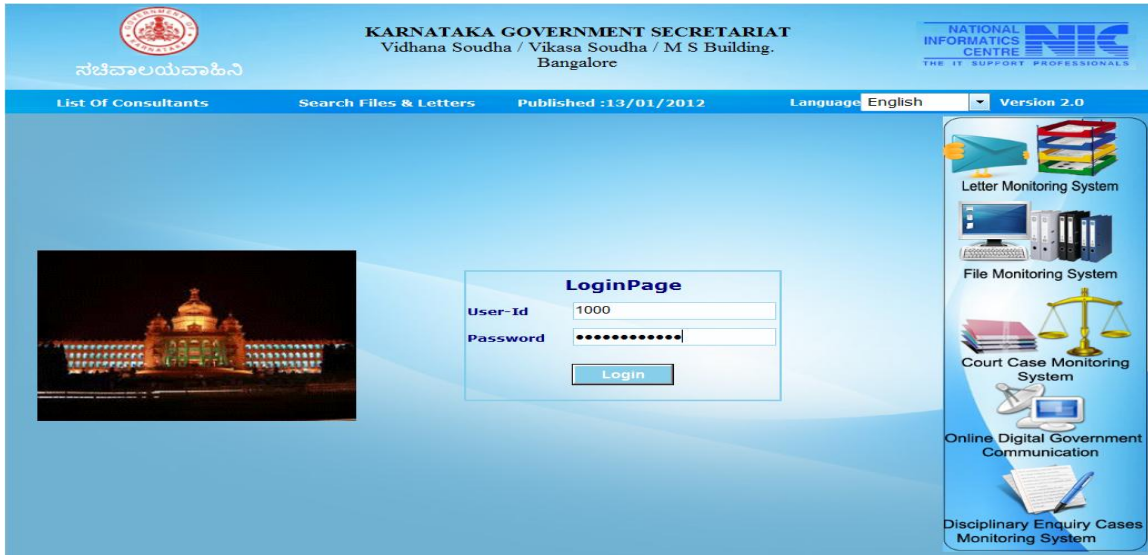 ಸಚಿವಾಲಯವಾಹಿನಿ
KARNATAKA GOVERNMENT SECRETARIAT
Vidhana Soudha / Vikasa Soudha / M S Building.
Bangalore
NATIONAL
INFORMATICS
CENTRE
NIC
THE IT SUPPORT PROFESSIONALS
List Of Consultants
Search Files & Letters
Published :13/01/2012
Language English
Version 2.0
LoginPage
User-Id 1000
Password ••••••••••••
Login
Letter Monitoring System
File Monitoring System
Court Case Monitoring
System
Online Digital Government
Communication
Disciplinary Enquiry Cases
Monitoring System